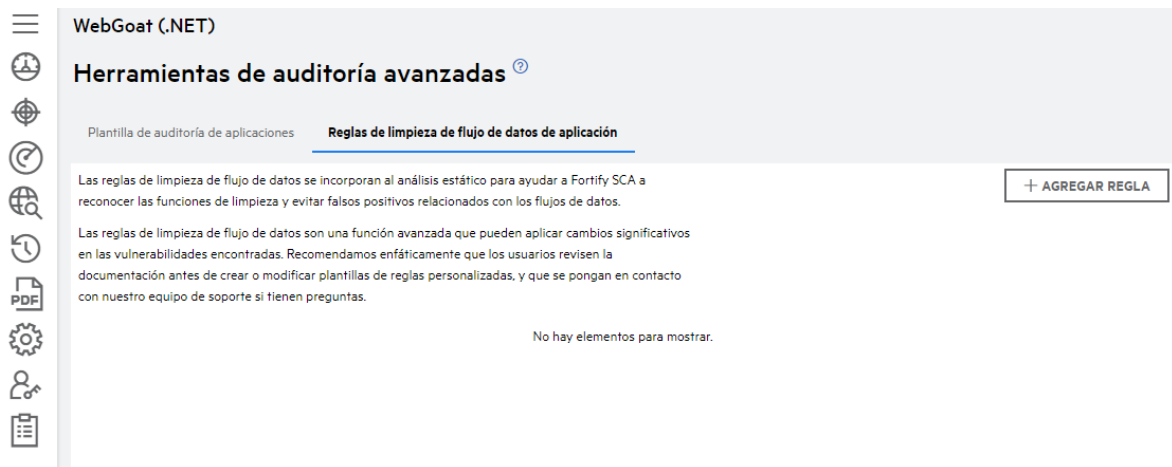 WebGoat (.NET)
Herramientas de auditoría avanzadas ?
Plantilla de auditoría de aplicaciones
Reglas de limpieza de flujo de datos de aplicación
Las reglas de limpieza de flujo de datos se incorporan al análisis estático para ayudar a Fortify SCA a
reconocer las funciones de limpieza y evitar falsos positivos relacionados con los flujos de datos.
+ AGREGAR REGLA
Las reglas de limpieza de flujo de datos son una función avanzada que pueden aplicar cambios significativos
en las vulnerabilidades encontradas. Recomendamos enfáticamente que los usuarios revisen la
documentación antes de crear o modificar plantillas de reglas personalizadas, y que se pongan en contacto
con nuestro equipo de soporte si tienen preguntas.
No hay elementos para mostrar.
PDF